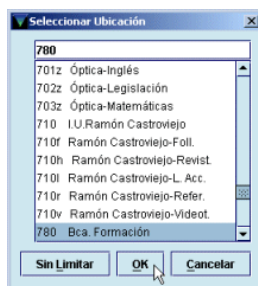 Seleccionar Ubicación
780
701z Óptica-Inglés
702z Óptica-Legislación
703z Óptica-Matemáticas
710 I.U.Ramón Castroviejo
710f Ramón Castroviejo-Foll.
710h Ramón Castroviejo-Revist.
710l Ramón Castroviejo-L. Acc.
710r Ramón Castroviejo-Refer.
710v Ramón Castroviejo-Videot.
780 Bca. Formación
Sin Limitar OK Cancelar